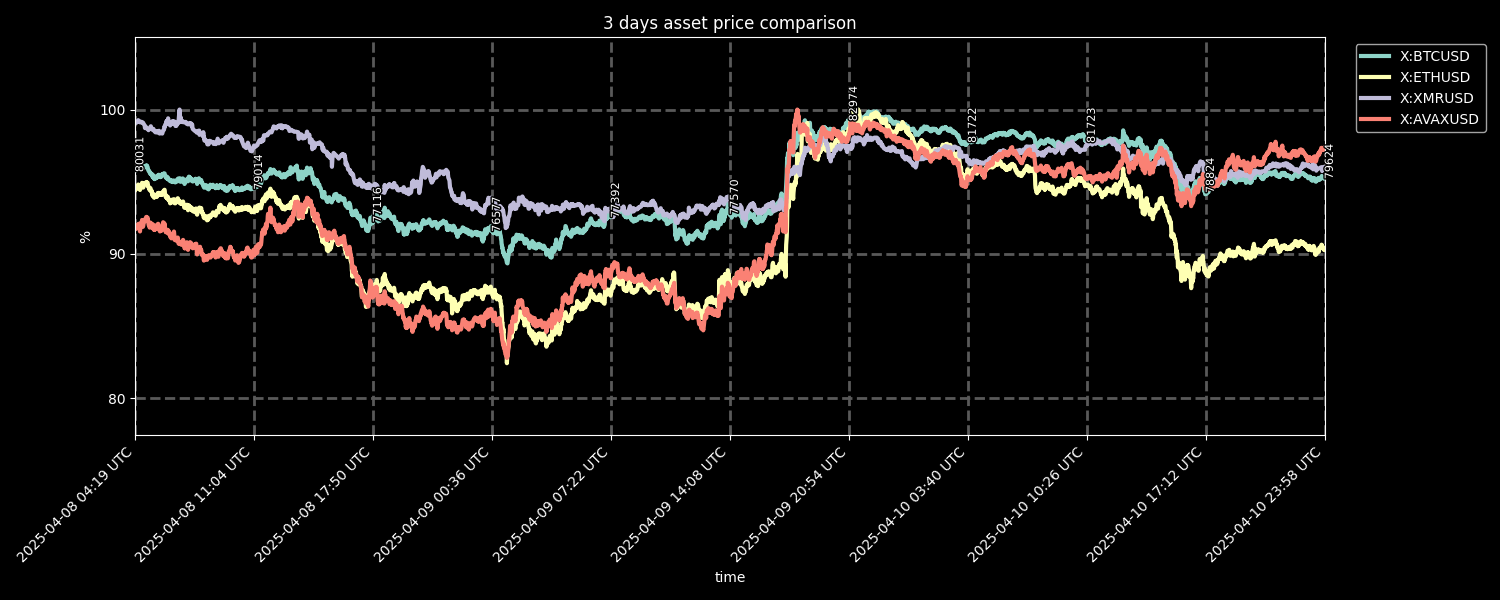 3 days asset price comparison
X:BTCUSD
X:ETHUSD
X:XMRUSD
X:AVAXUSD
100
90
80
%
80031
79014
77116
76577
77392
77570
82974
81722
81723
78824
79624
2025-04-08 04:19 UTC
2025-04-08 11:04 UTC
2025-04-08 17:50 UTC
2025-04-09 00:36 UTC
2025-04-09 07:22 UTC
2025-04-09 14:08 UTC
2025-04-09 20:54 UTC
2025-04-10 03:40 UTC
2025-04-10 10:26 UTC
2025-04-10 17:12 UTC
2025-04-10 23:58 UTC
time